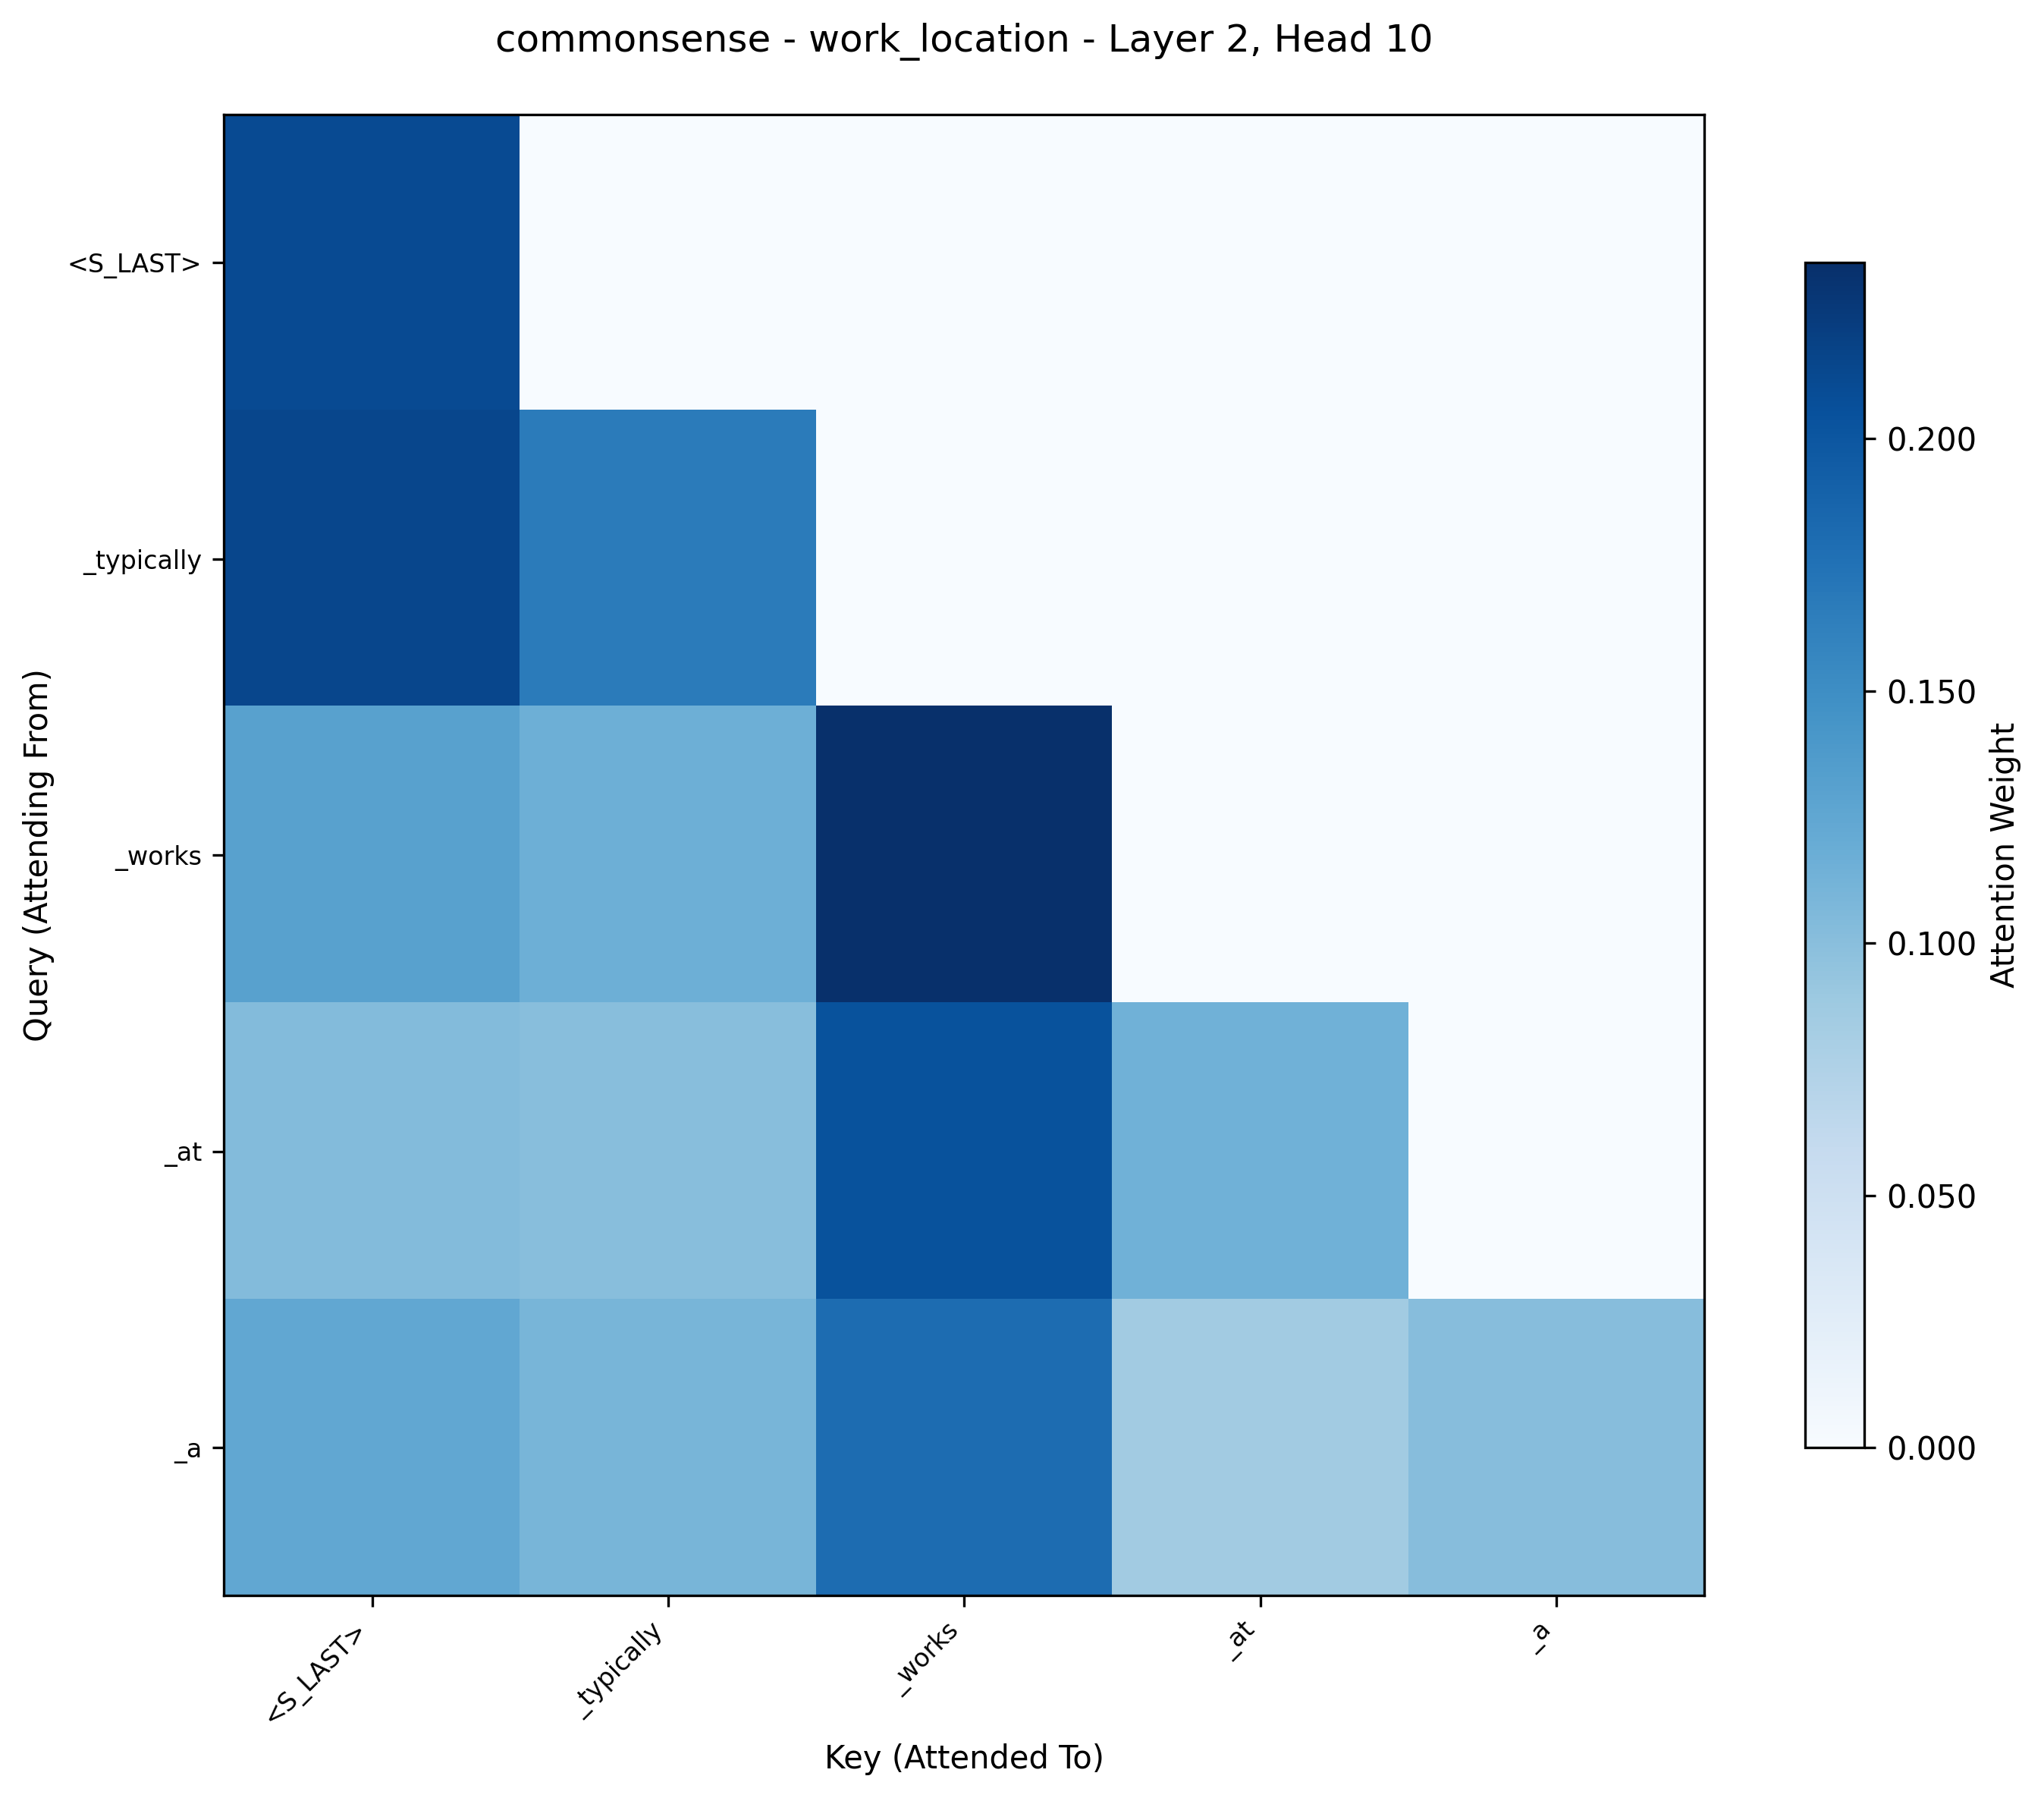 commonsense - work_location - Layer 2, Head 10
Query (Attending From)
<S_LAST>
_typically
_works
_at
_a
<S_LAST>
_typically
_works
_at
_a
Key (Attended To)
0.200
0.150
0.100
0.050
0.000
Attention Weight